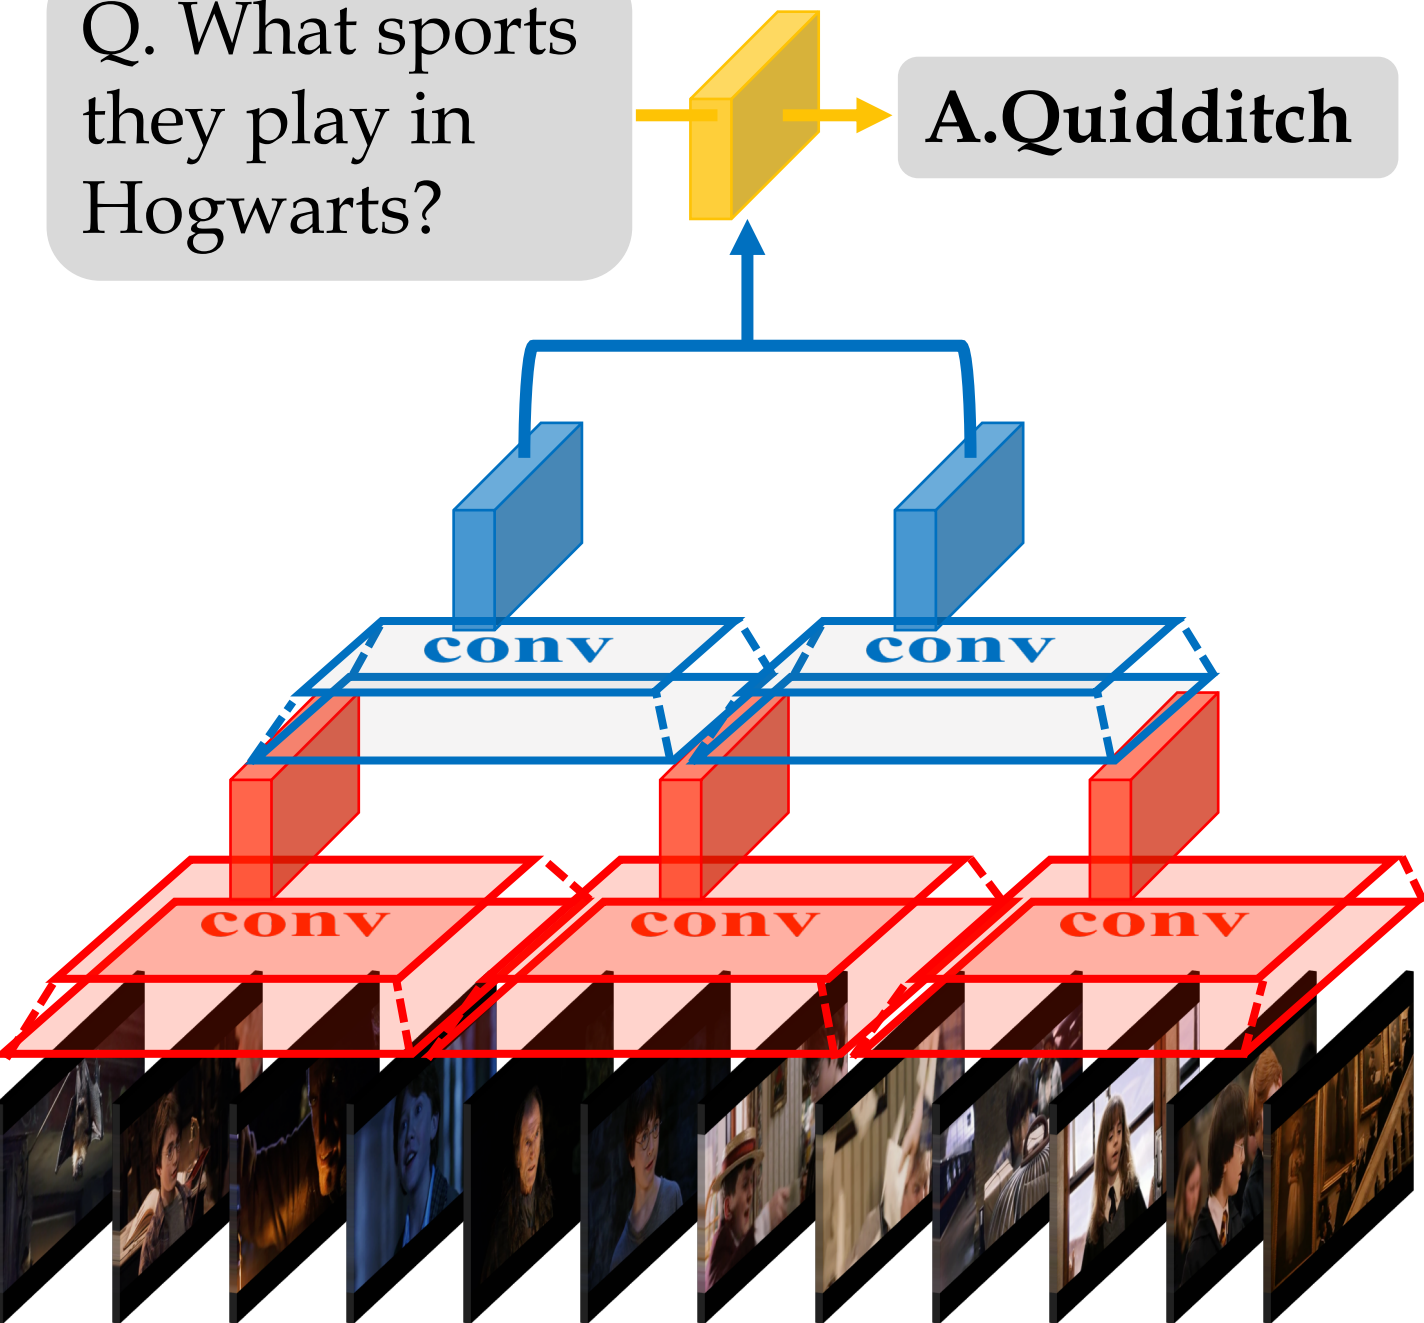 Q. What sports
they play in
Hogwarts?
A.Quidditch
conv
conv
conv
conv
conv